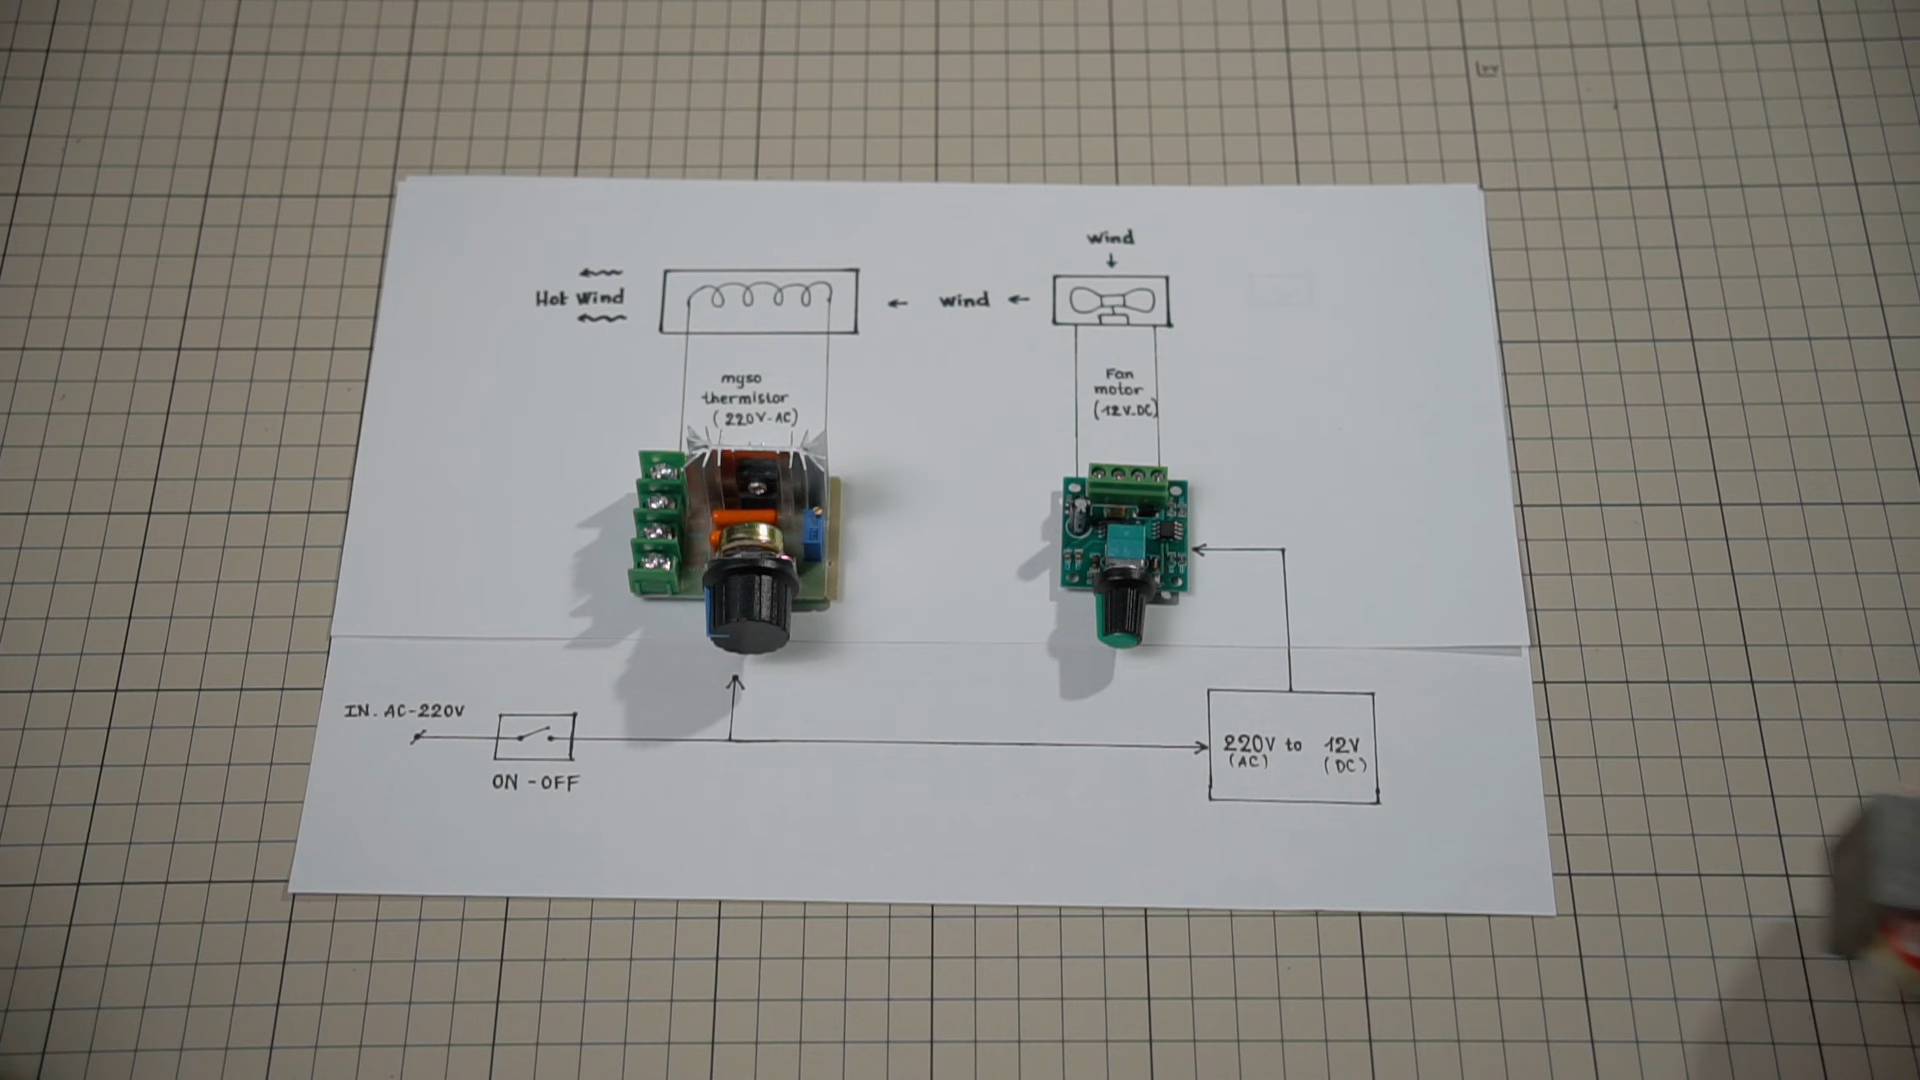 wind
Hot wind
wind
myso
thermistor
(220V-AC)
Fan
motor
(12V-DC)
IN. AC-220V
ON - OFF
220V to 12V
(AC) (DC)